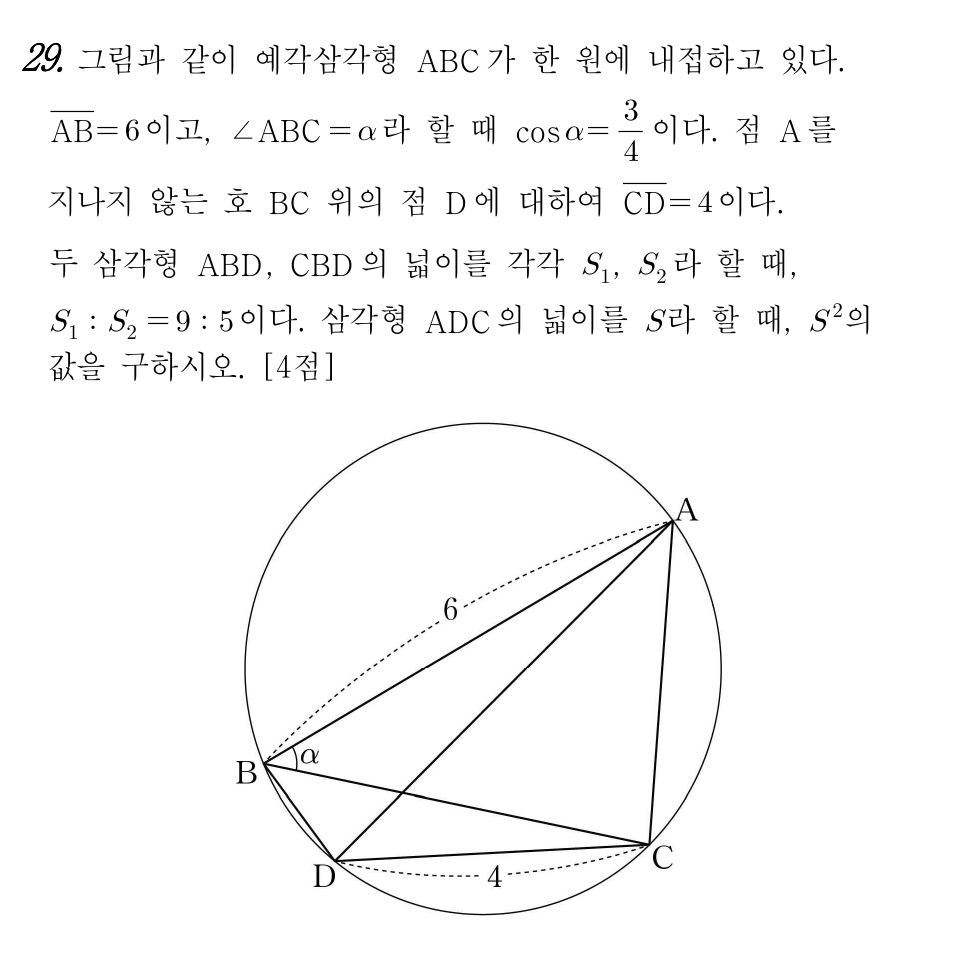 29. 그림과 같이 예각삼각형 ABC가 한 원에 내접하고 있다.
$\overline{AB}=6$이고, ∠ABC=α라 할 때 $\cos α=\frac{3}{4}$이다. 점 A를
지나지 않는 호 BC 위의 점 D에 대하여 $\overline{CD}=4$이다.
두 삼각형 ABD, CBD의 넓이를 각각 $S_1$, $S_2$라 할 때,
$S_1 : S_2 = 9 : 5$이다. 삼각형 ADC의 넓이를 $S$라 할 때, $S^2$의
값을 구하시오. [4점]
A
6
B
α
D
4
C